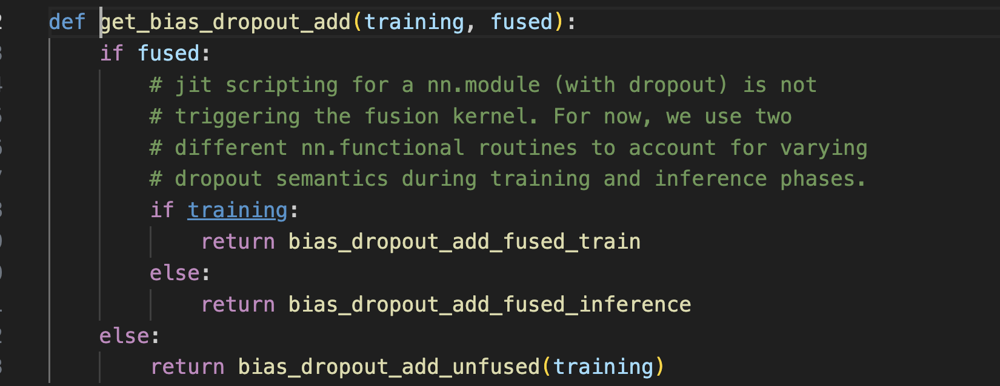 def get_bias_dropout_add(training, fused):
    if fused:
        # jit scripting for a nn.module (with dropout) is not
        # triggering the fusion kernel. For now, we use two
        # different nn.functional routines to account for varying
        # dropout semantics during training and inference phases.
        if training:
            return bias_dropout_add_fused_train
        else:
            return bias_dropout_add_fused_inference
    else:
        return bias_dropout_add_unfused(training)